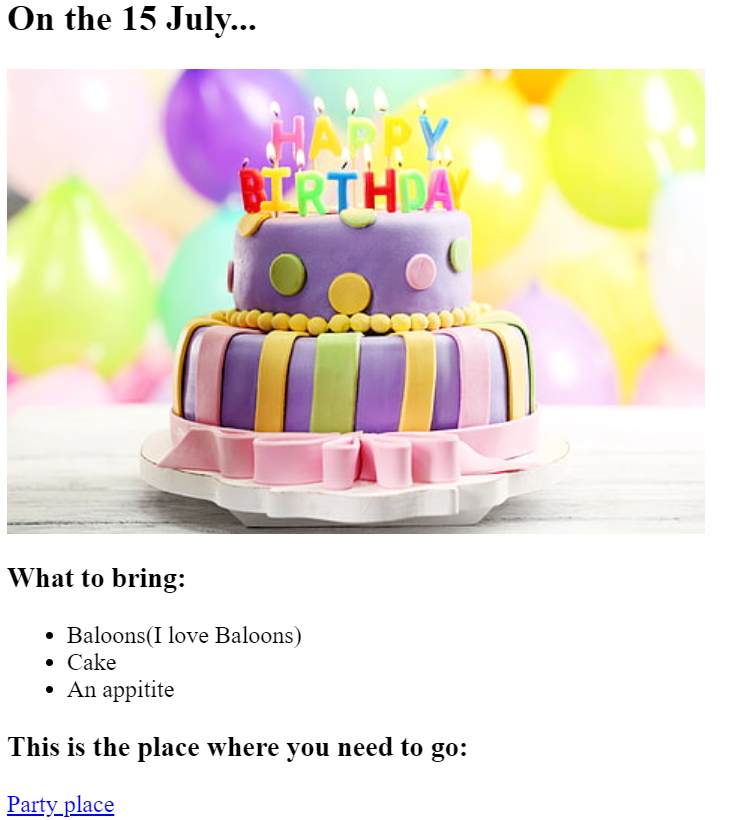 On the 15 July...
HAPPY
BIRTHDAY
What to bring:
Baloons(I love Baloons)
Cake
An appitite
This is the place where you need to go:
Party place